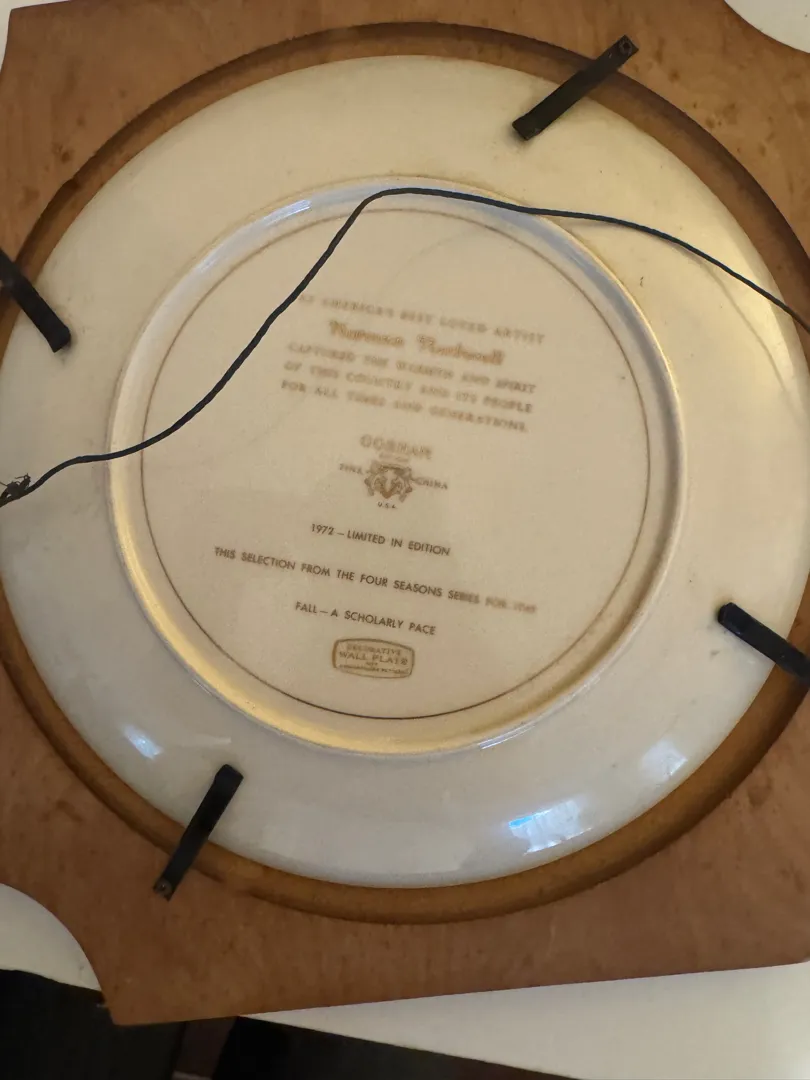 AMERICA'S BEST LOVED ARTIST
Norman Rockwell
CAPTURED THE WARMTH AND SPIRIT
OF THIS COUNTRY AND ITS PEOPLE
FOR ALL TIMES AND GENERATIONS.
GORHAM
FINE CHINA
U.S.A.
1972 – LIMITED IN EDITION
THIS SELECTION FROM THE FOUR SEASONS SERIES FOR
FALL – A SCHOLARLY PACE
DECORATIVE
WALL PLATE